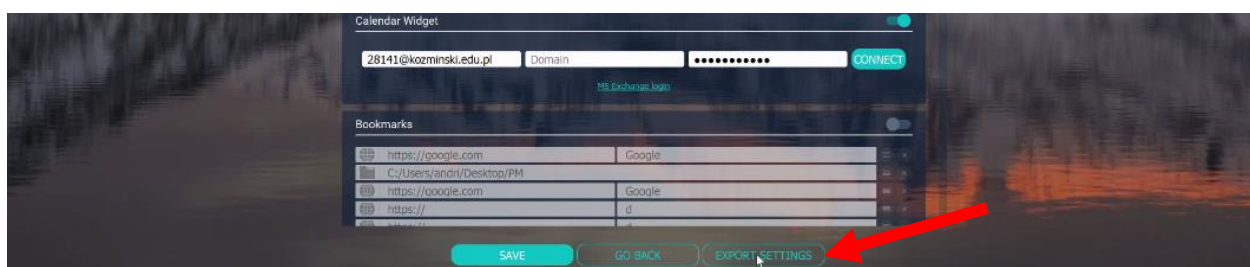 Calendar Widget
28141@kozminski.edu.pl Domain ●●●●●●●●●●● CONNECT
MS Exchange login
Bookmarks
https://google.com Google
C:/Users/andri/Desktop/PM
https://google.com Google
https:// d
https:// d
SAVE GO BACK EXPORT SETTINGS